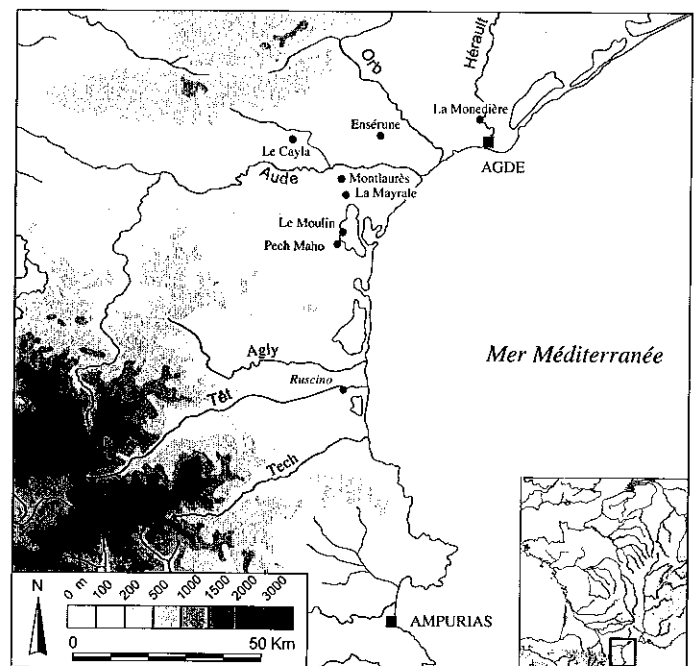 Orb
Hérault
La Monedière
Ensérune
Le Cayla
AGDE
Aude
Montlaurès
La Mayrale
Le Moulin
Pech Maho
Mer Méditerranée
Agly
Ruscino
Têt
Tech
N
0 m 100 200 500 1000 1500 2000 3000
0 50 Km
AMPURIAS